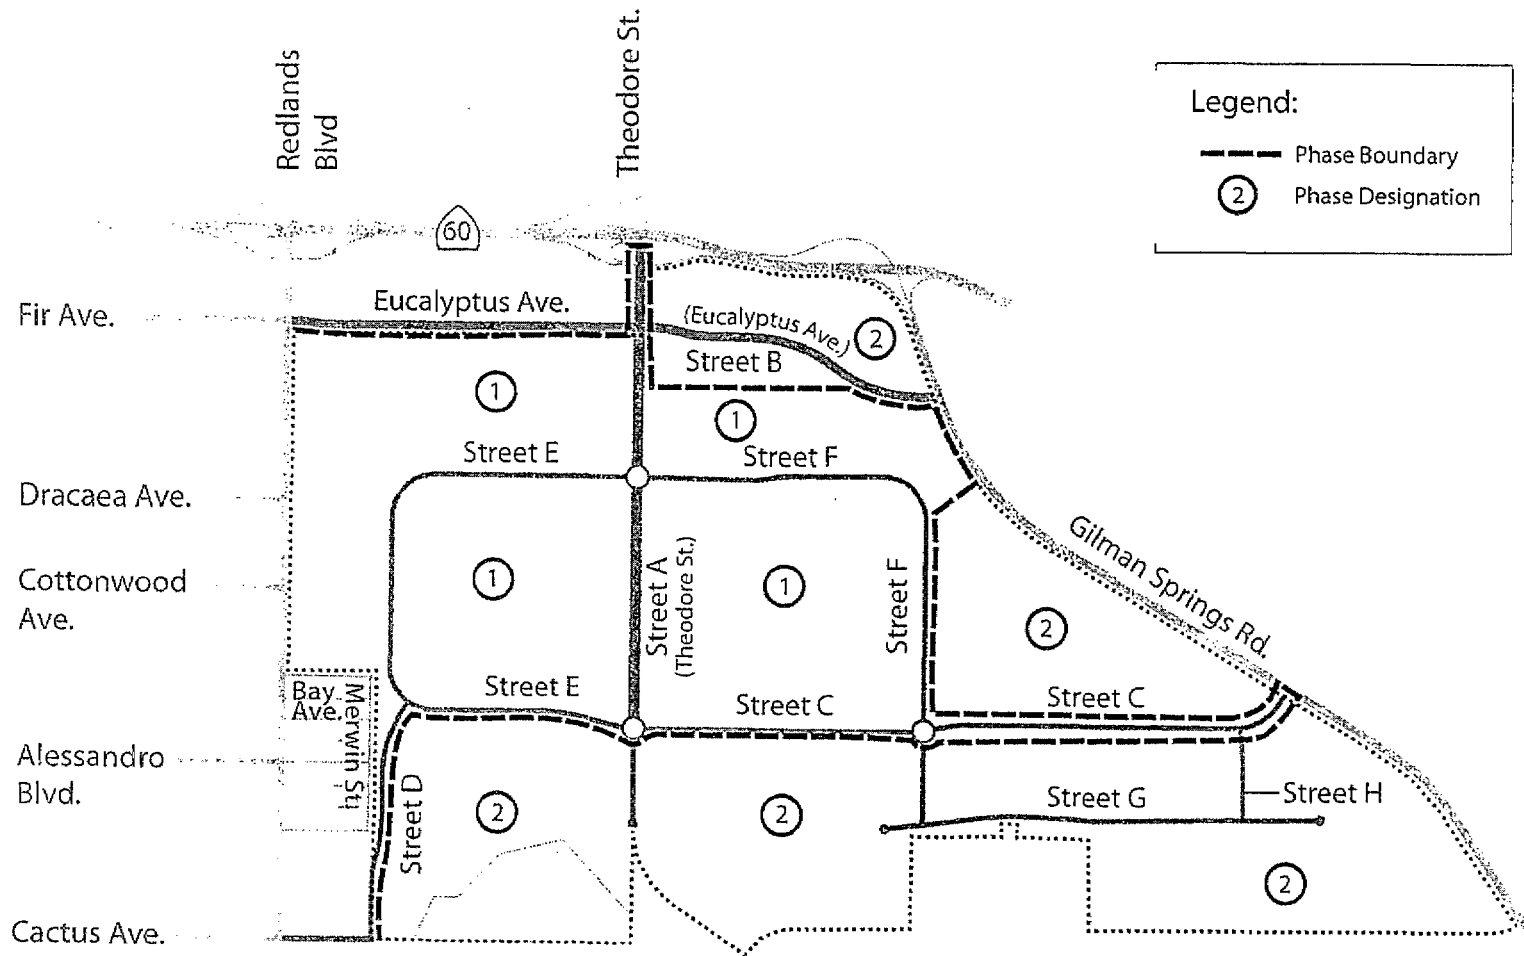 Redlands
Blvd
Theodore St.
Legend:
Phase Boundary
2 Phase Designation
60
Fir Ave.
Eucalyptus Ave.
(Eucalyptus Ave.)
2
Street B
1
1
Street E
Street F
Dracaea Ave.
Gilman Springs Rd.
Cottonwood
Ave.
1
Street A
(Theodore St.)
1
Street F
2
Street E
Street C
Street C
Bay
Ave.
Merwin St.
Alessandro
Blvd.
Street D
2
2
Street G
Street H
2
Cactus Ave.